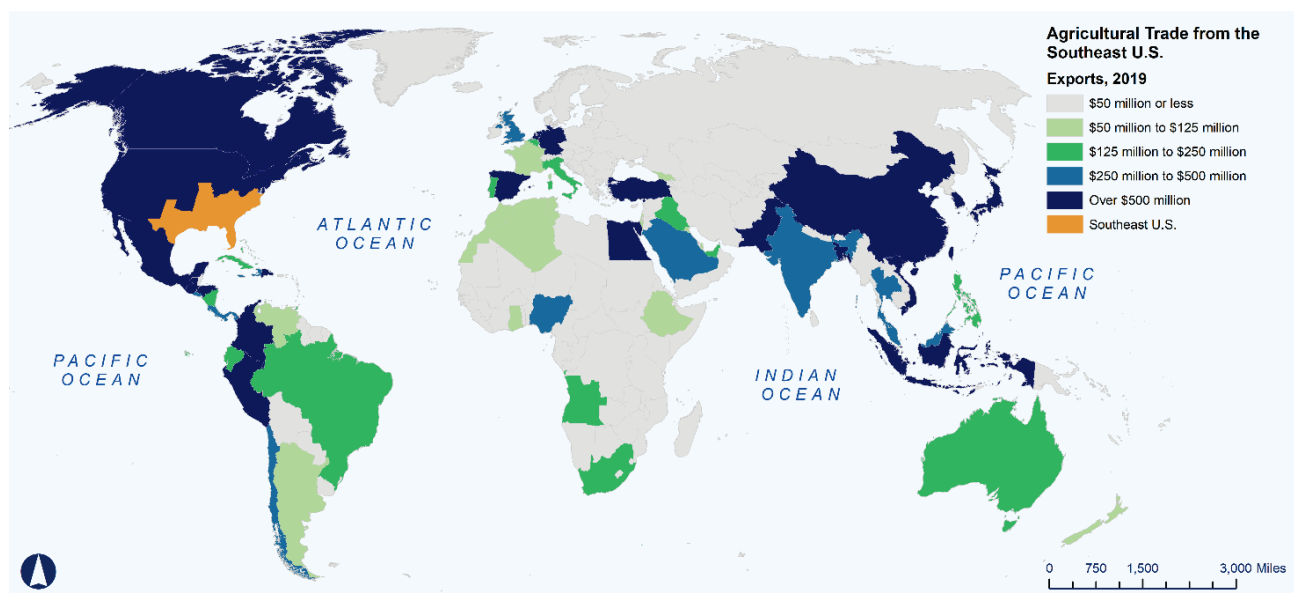 Agricultural Trade from the
Southeast U.S.
Exports, 2019
$50 million or less
$50 million to $125 million
$125 million to $250 million
$250 million to $500 million
Over $500 million
Southeast U.S.
ATLANTIC
OCEAN
PACIFIC
OCEAN
PACIFIC
OCEAN
INDIAN
OCEAN
0 750 1,500 3,000 Miles